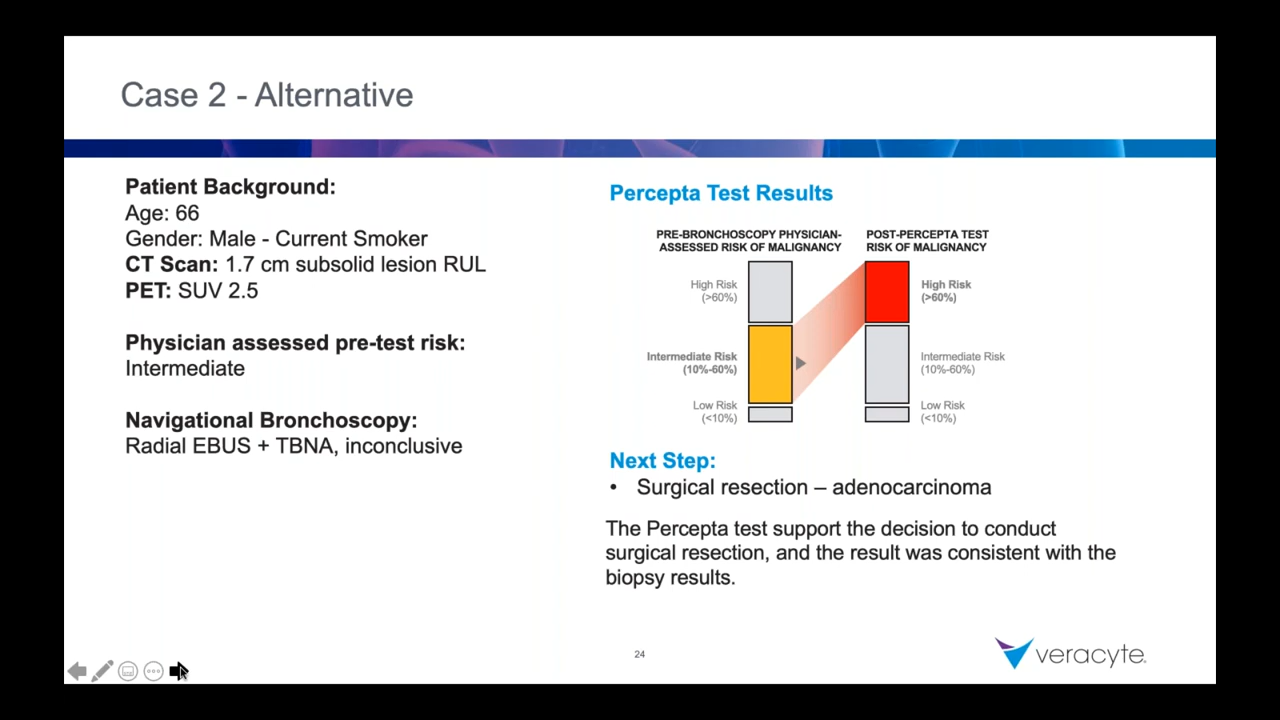 Case 2 - Alternative
Patient Background:
Age: 66
Gender: Male - Current Smoker
CT Scan: 1.7 cm subsolid lesion RUL
PET: SUV 2.5
Physician assessed pre-test risk:
Intermediate
Navigational Bronchoscopy:
Radial EBUS + TBNA, inconclusive
Percepta Test Results
PRE-BRONCHOSCOPY PHYSICIAN-
ASSESSED RISK OF MALIGNANCY
High Risk
(>60%)
Intermediate Risk
(10%-60%)
Low Risk
(<10%)
POST-PERCEPTA TEST
RISK OF MALIGNANCY
High Risk
(>60%)
Intermediate Risk
(10%-60%)
Low Risk
(<10%)
Next Step:
• Surgical resection – adenocarcinoma
The Percepta test support the decision to conduct
surgical resection, and the result was consistent with the
biopsy results.
24
veracyte.